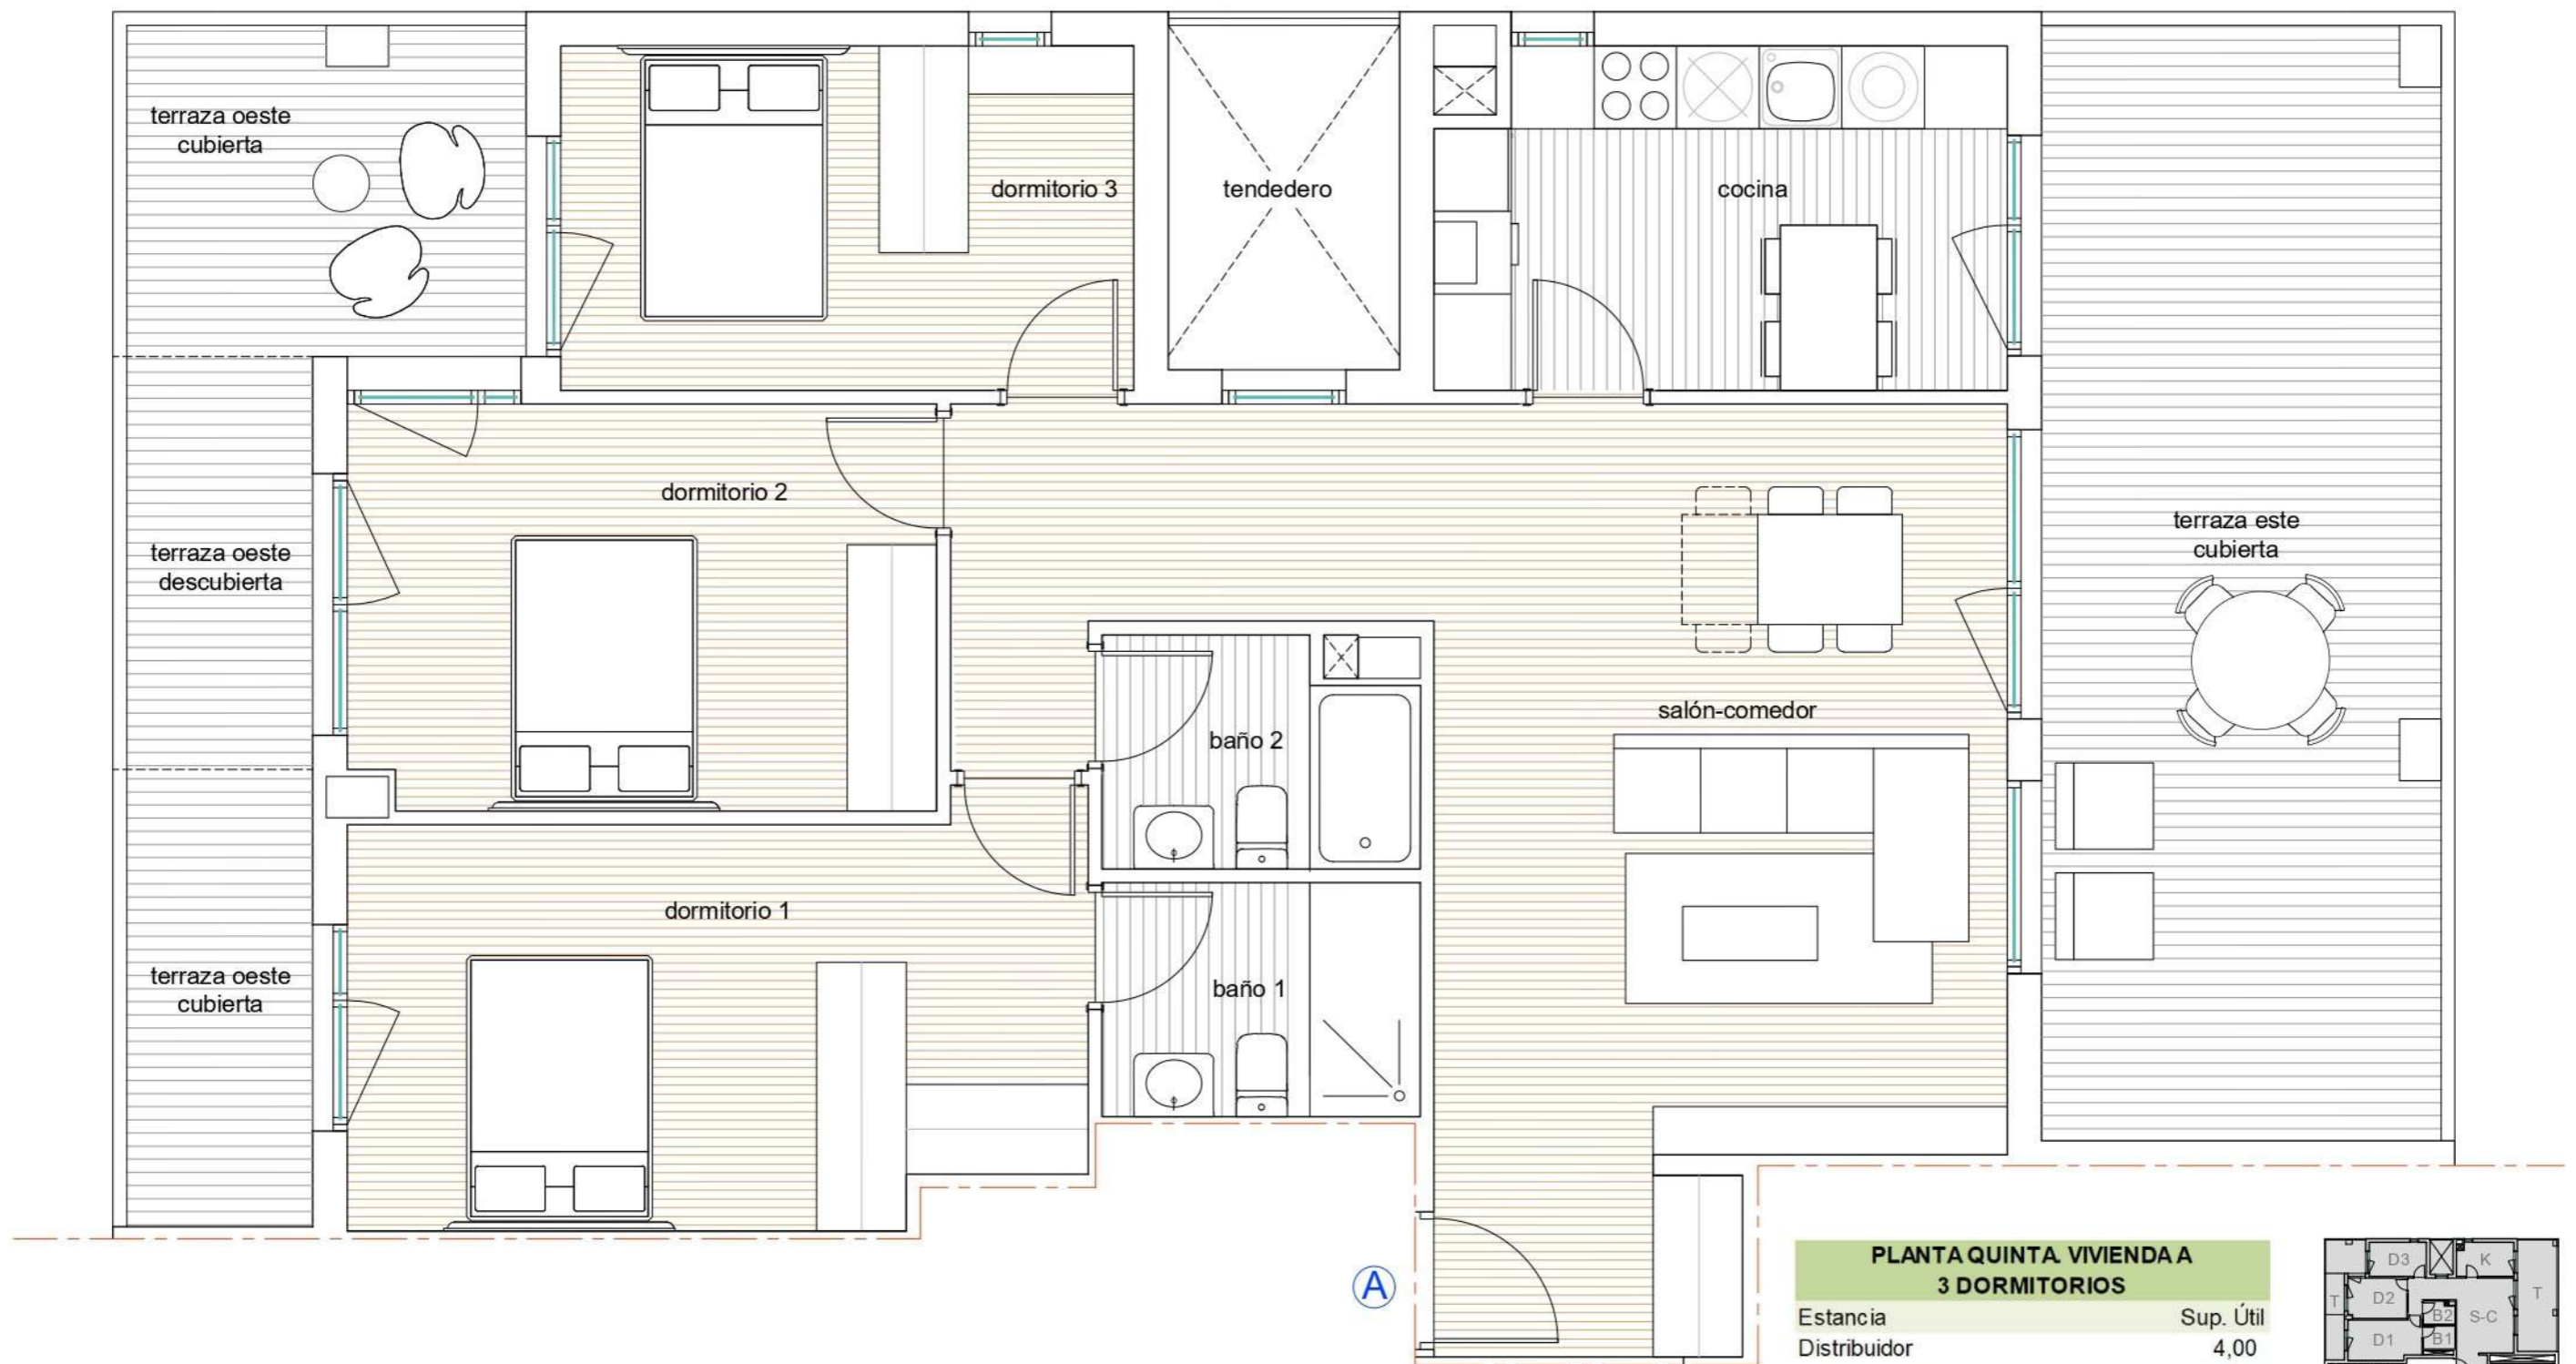 terraza oeste
cubierta
dormitorio 3
tendedero
cocina
dormitorio 2
terraza oeste
descubierta
terraza este
cubierta
salón-comedor
baño 2
dormitorio 1
terraza oeste
cubierta
baño 1
A
PLANTA QUINTA. VIVIENDA A
3 DORMITORIOS
Estancia Sup. Útil
Distribuidor 4,00
D3 K
T D2 B2 S-C T
D1 B1